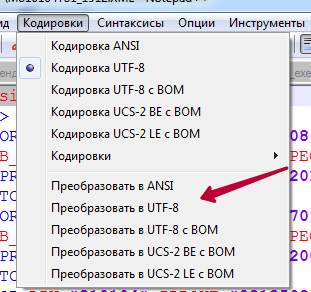 Кодировки Синтаксисы Опции Инструменты
Кодировка ANSI
Кодировка UTF-8
Кодировка UTF-8 с BOM
Кодировка UCS-2 BE с BOM
Кодировка UCS-2 LE с BOM
Кодировки
Преобразовать в ANSI
Преобразовать в UTF-8
Преобразовать в UTF-8 с BOM
Преобразовать в UCS-2 BE с BOM
Преобразовать в UCS-2 LE с BOM